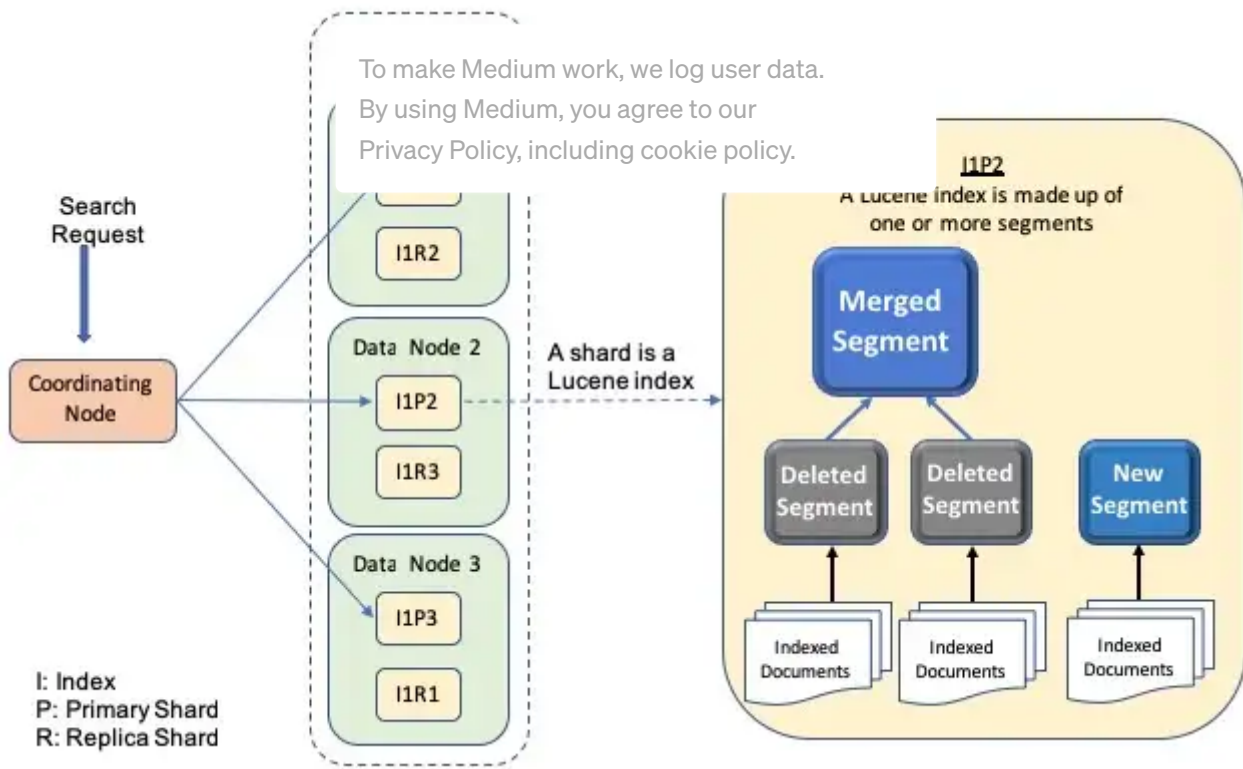 To make Medium work, we log user data.
By using Medium, you agree to our
Privacy Policy, including cookie policy.
Search
Request
Coordinating
Node
I1R2
Data Node 2
I1P2
I1R3
Data Node 3
I1P3
I1R1
A shard is a
Lucene index
I1P2
A Lucene index is made up of
one or more segments
Merged
Segment
Deleted
Segment
Deleted
Segment
New
Segment
Indexed
Documents
Indexed
Documents
Indexed
Documents
I: Index
P: Primary Shard
R: Replica Shard